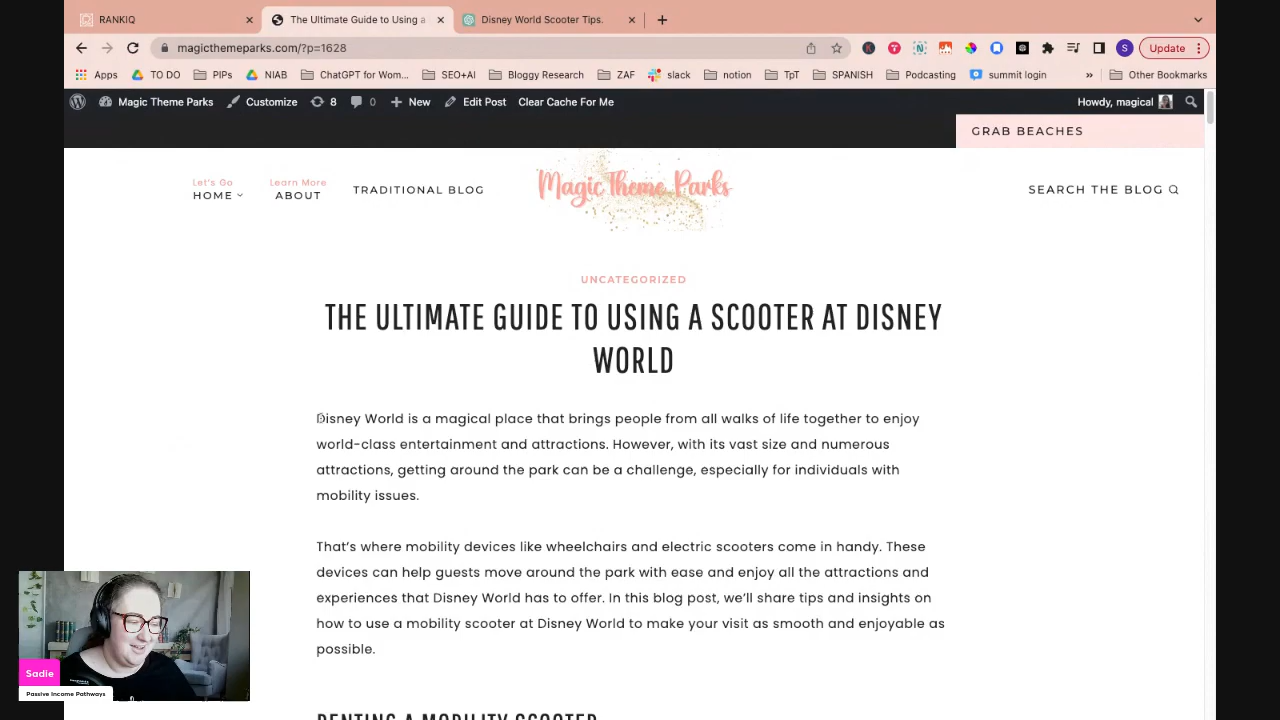 RANKIQ
The Ultimate Guide to Using a
Disney World Scooter Tips.
magicthemeparks.com/?p=1628
Update
Apps TO DO PIPs NIAB ChatGPT for Wom... SEO+AI Bloggy Research ZAF slack notion TpT SPANISH Podcasting summit login » Other Bookmarks
Magic Theme Parks Customize 8 0 New Edit Post Clear Cache For Me Howdy, magical
GRAB BEACHES
Let's Go
HOME
Learn More
ABOUT
TRADITIONAL BLOG
Magic Theme Parks
SEARCH THE BLOG
UNCATEGORIZED
THE ULTIMATE GUIDE TO USING A SCOOTER AT DISNEY
WORLD
Disney World is a magical place that brings people from all walks of life together to enjoy
world-class entertainment and attractions. However, with its vast size and numerous
attractions, getting around the park can be a challenge, especially for individuals with
mobility issues.
That's where mobility devices like wheelchairs and electric scooters come in handy. These
devices can help guests move around the park with ease and enjoy all the attractions and
experiences that Disney World has to offer. In this blog post, we'll share tips and insights on
how to use a mobility scooter at Disney World to make your visit as smooth and enjoyable as
possible.
RENTING A MOBILITY SCOOTER
Sadie
Passive Income Pathways